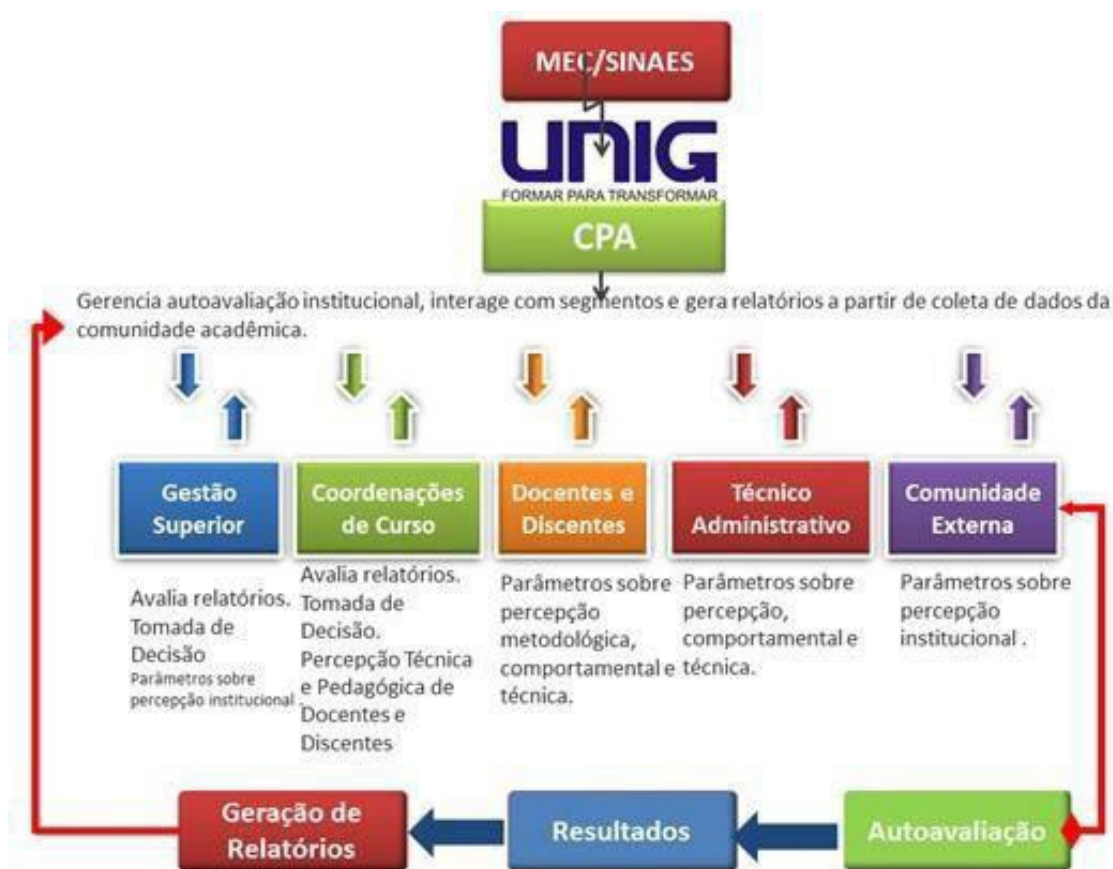 MEC/SINAES
UNIG
FORMAR PARA TRANSFORMAR
CPA
Gerencia autoavaliação institucional, interage com segmentos e gera relatórios a partir de coleta de dados da
comunidade acadêmica.
Gestão
Superior
Coordenações
de Curso
Docentes e
Discentes
Técnico
Administrativo
Comunidade
Externa
Avalia relatórios.
Tomada de
Decisão
Parâmetros sobre
percepção institucional .
Avalia relatórios.
Tomada de
Decisão.
Percepção Técnica
e Pedagógica de
Docentes e
Discentes
Parâmetros sobre
percepção
metodológica,
comportamental e
técnica.
Parâmetros sobre
percepção,
comportamental e
técnica.
Parâmetros sobre
percepção
institucional .
Geração de
Relatórios
Resultados
Autoavaliação